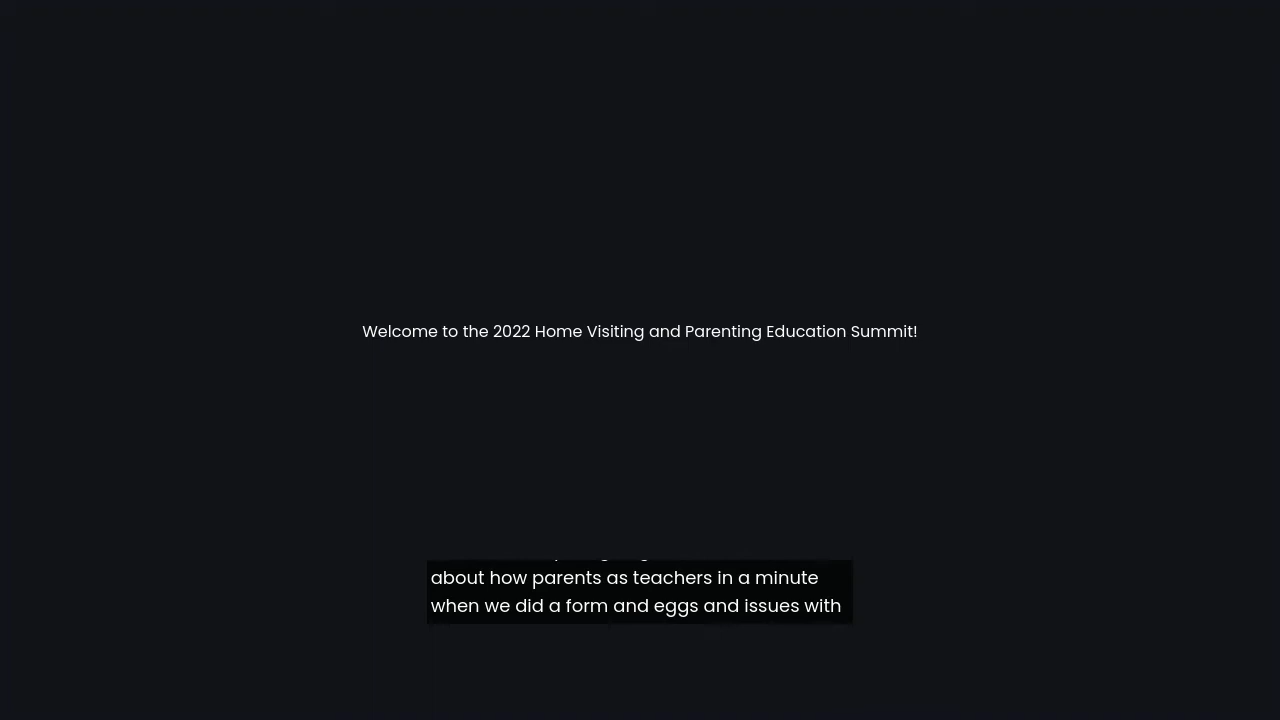 Welcome to the 2022 Home Visiting and Parenting Education Summit!
about how parents as teachers in a minute
when we did a form and eggs and issues with